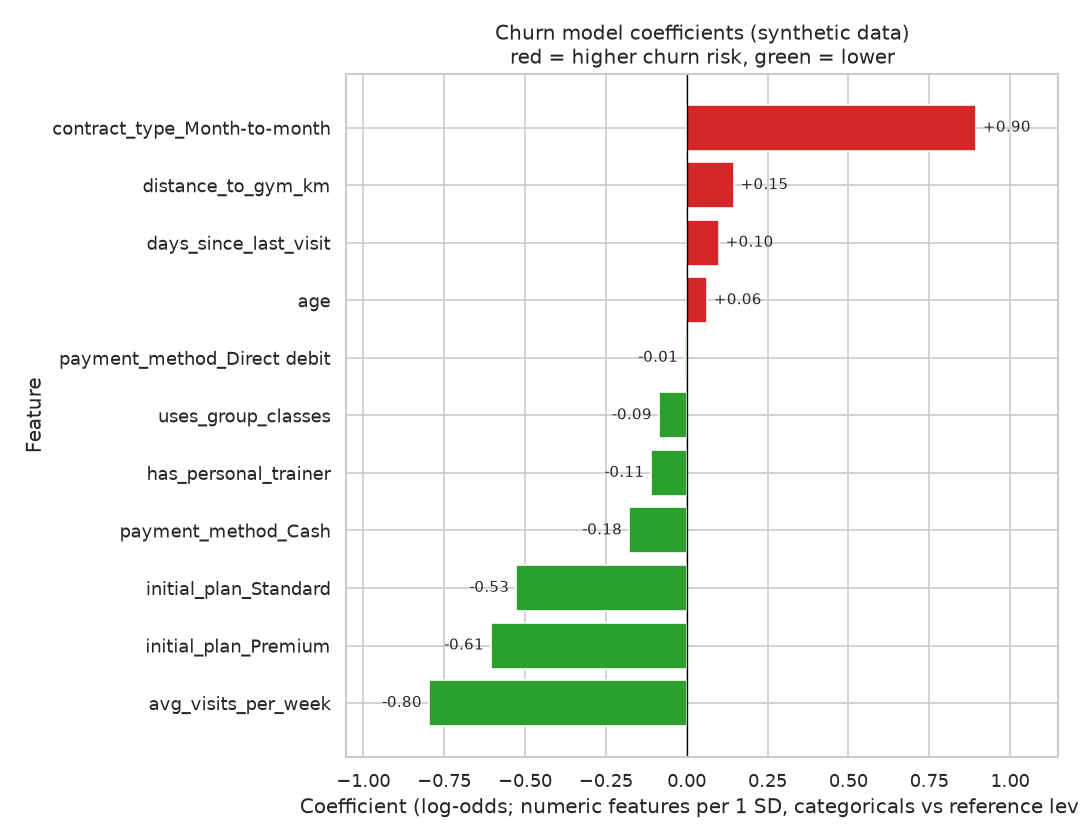 Churn model coefficients (synthetic data)
red = higher churn risk, green = lower
contract_type_Month-to-month
+0.90
distance_to_gym_km
+0.15
days_since_last_visit
+0.10
age
+0.06
payment_method_Direct debit
-0.01
uses_group_classes
-0.09
has_personal_trainer
-0.11
payment_method_Cash
-0.18
initial_plan_Standard
-0.53
initial_plan_Premium
-0.61
avg_visits_per_week
-0.80
Feature
−1.00 −0.75 −0.50 −0.25 0.00 0.25 0.50 0.75 1.00
Coefficient (log-odds; numeric features per 1 SD, categoricals vs reference lev